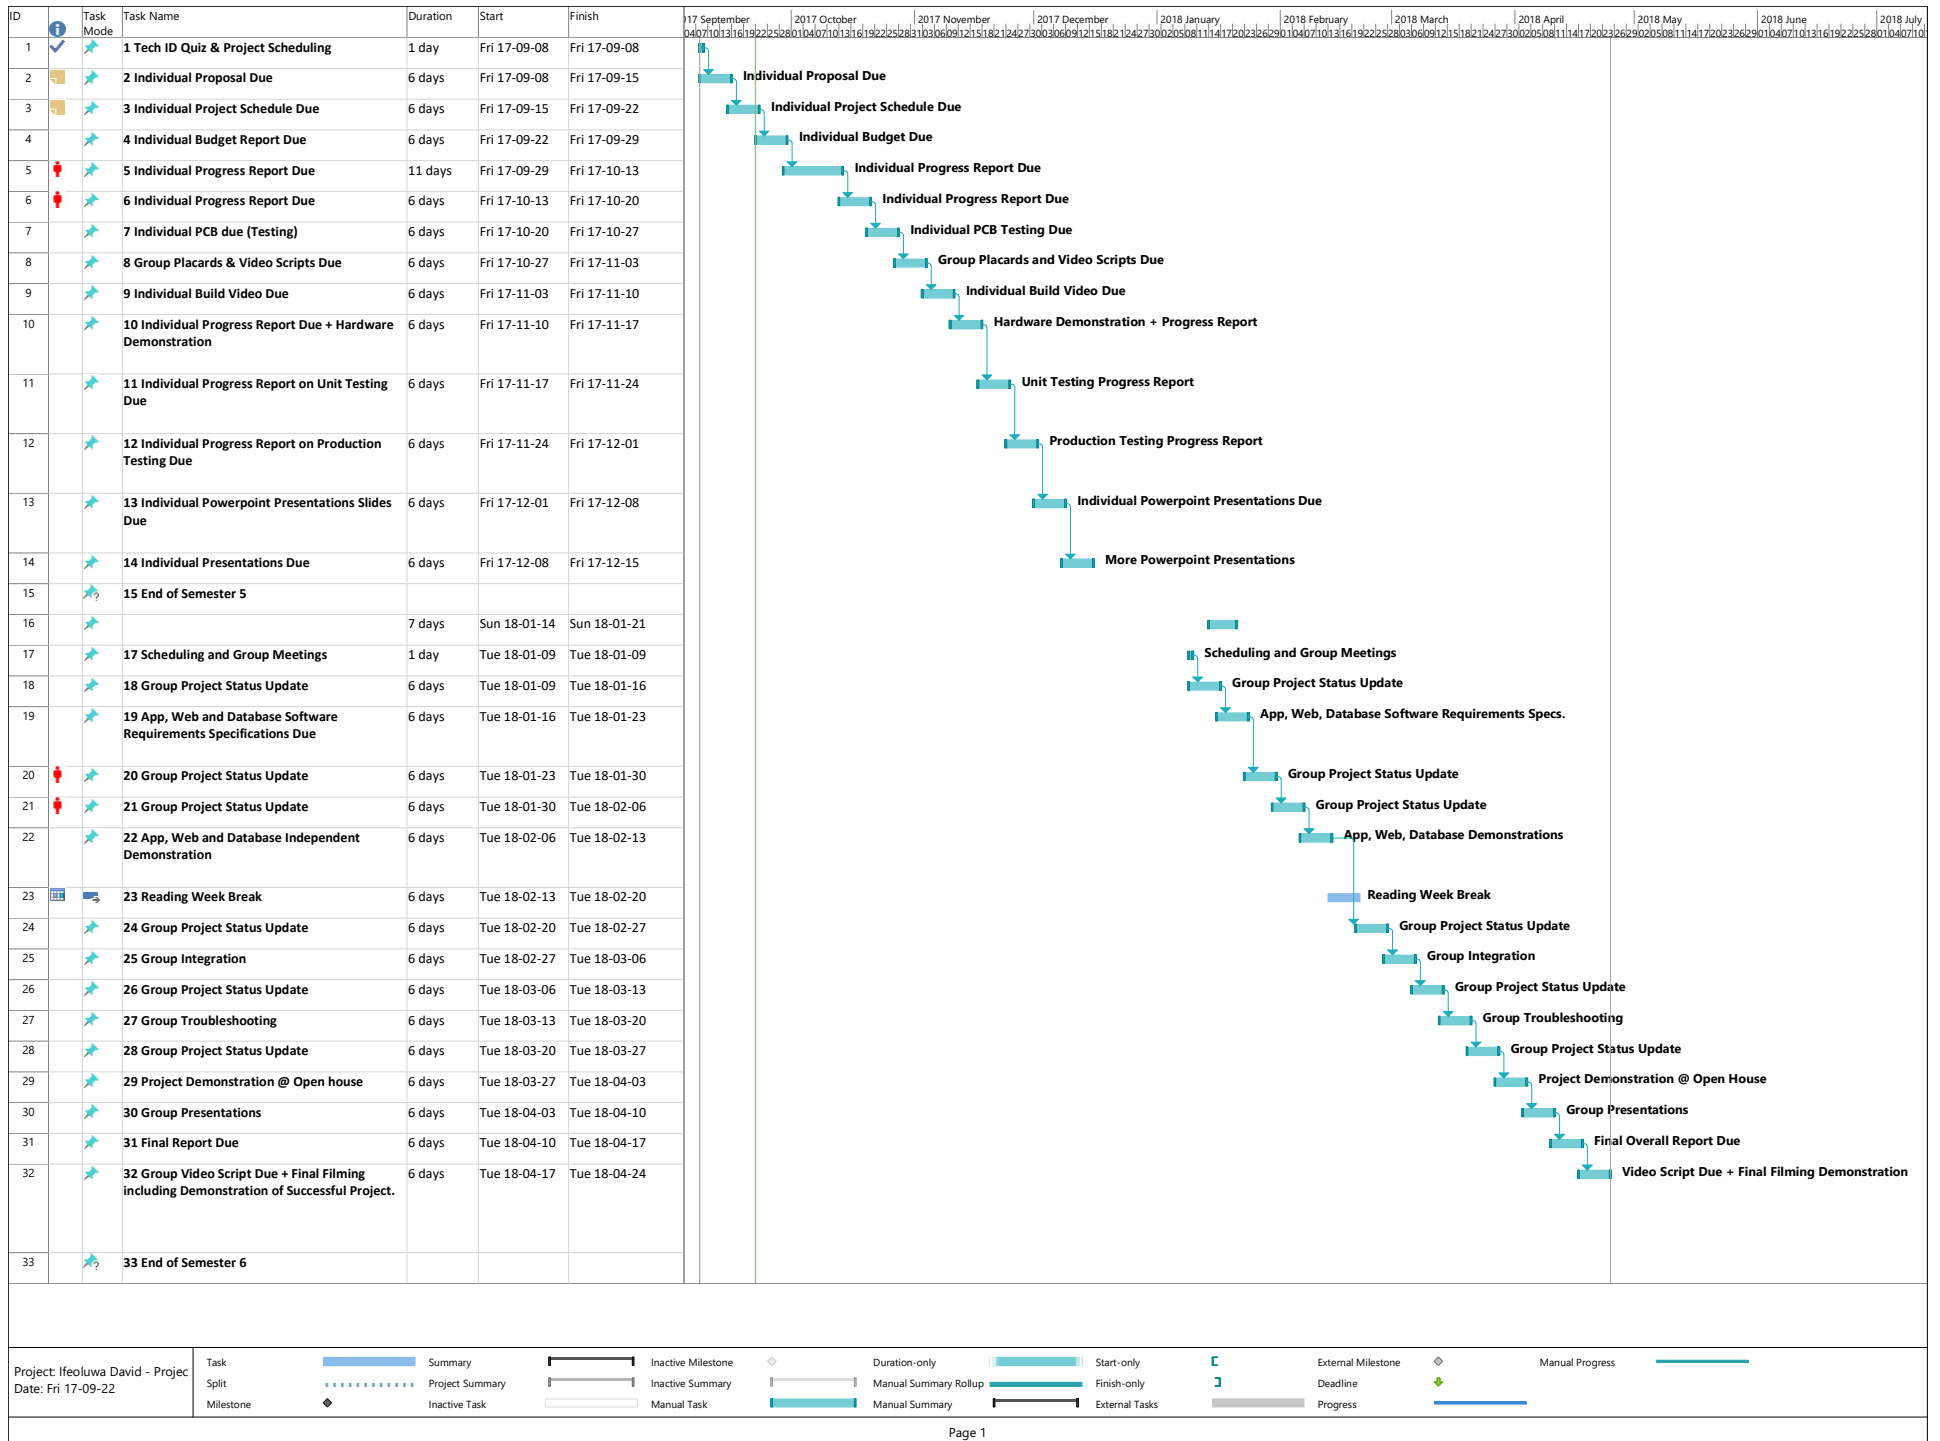 ID Task Mode Task Name Duration Start Finish
17 September 2017 October 2017 November 2017 December 2018 January 2018 February 2018 March 2018 April 2018 May 2018 June 2018 July
1 1 Tech ID Quiz & Project Scheduling 1 day Fri 17-09-08 Fri 17-09-08
2 2 Individual Proposal Due 6 days Fri 17-09-08 Fri 17-09-15 Individual Proposal Due
3 3 Individual Project Schedule Due 6 days Fri 17-09-15 Fri 17-09-22 Individual Project Schedule Due
4 4 Individual Budget Report Due 6 days Fri 17-09-22 Fri 17-09-29 Individual Budget Due
5 5 Individual Progress Report Due 11 days Fri 17-09-29 Fri 17-10-13 Individual Progress Report Due
6 6 Individual Progress Report Due 6 days Fri 17-10-13 Fri 17-10-20 Individual Progress Report Due
7 7 Individual PCB due (Testing) 6 days Fri 17-10-20 Fri 17-10-27 Individual PCB Testing Due
8 8 Group Placards & Video Scripts Due 6 days Fri 17-10-27 Fri 17-11-03 Group Placards and Video Scripts Due
9 9 Individual Build Video Due 6 days Fri 17-11-03 Fri 17-11-10 Individual Build Video Due
10 10 Individual Progress Report Due + Hardware 6 days Fri 17-11-10 Fri 17-11-17 Hardware Demonstration + Progress Report
Demonstration
11 11 Individual Progress Report on Unit Testing 6 days Fri 17-11-17 Fri 17-11-24 Unit Testing Progress Report
Due
12 12 Individual Progress Report on Production 6 days Fri 17-11-24 Fri 17-12-01 Production Testing Progress Report
Testing Due
13 13 Individual Powerpoint Presentations Slides 6 days Fri 17-12-01 Fri 17-12-08 Individual Powerpoint Presentations Due
Due
14 14 Individual Presentations Due 6 days Fri 17-12-08 Fri 17-12-15 More Powerpoint Presentations
15 15 End of Semester 5
16 7 days Sun 18-01-14 Sun 18-01-21
17 17 Scheduling and Group Meetings 1 day Tue 18-01-09 Tue 18-01-09 Scheduling and Group Meetings
18 18 Group Project Status Update 6 days Tue 18-01-09 Tue 18-01-16 Group Project Status Update
19 19 App, Web and Database Software 6 days Tue 18-01-16 Tue 18-01-23 App, Web, Database Software Requirements Specs.
Requirements Specifications Due
20 20 Group Project Status Update 6 days Tue 18-01-23 Tue 18-01-30 Group Project Status Update
21 21 Group Project Status Update 6 days Tue 18-01-30 Tue 18-02-06 Group Project Status Update
22 22 App, Web and Database Independent 6 days Tue 18-02-06 Tue 18-02-13 App, Web, Database Demonstrations
Demonstration
23 23 Reading Week Break 6 days Tue 18-02-13 Tue 18-02-20 Reading Week Break
24 24 Group Project Status Update 6 days Tue 18-02-20 Tue 18-02-27 Group Project Status Update
25 25 Group Integration 6 days Tue 18-02-27 Tue 18-03-06 Group Integration
26 26 Group Project Status Update 6 days Tue 18-03-06 Tue 18-03-13 Group Project Status Update
27 27 Group Troubleshooting 6 days Tue 18-03-13 Tue 18-03-20 Group Troubleshooting
28 28 Group Project Status Update 6 days Tue 18-03-20 Tue 18-03-27 Group Project Status Update
29 29 Project Demonstration @ Open house 6 days Tue 18-03-27 Tue 18-04-03 Project Demonstration @ Open House
30 30 Group Presentations 6 days Tue 18-04-03 Tue 18-04-10 Group Presentations
31 31 Final Report Due 6 days Tue 18-04-10 Tue 18-04-17 Final Overall Report Due
32 32 Group Video Script Due + Final Filming 6 days Tue 18-04-17 Tue 18-04-24 Video Script Due + Final Filming Demonstration
including Demonstration of Successful Project.
33 33 End of Semester 6
Project: Ifeoluwa David - Projec
Date: Fri 17-09-22
Task Summary Inactive Milestone Duration-only Start-only External Milestone Manual Progress
Split Project Summary Inactive Summary Manual Summary Rollup Finish-only Deadline
Milestone Inactive Task Manual Task Manual Summary External Tasks Progress
Page 1